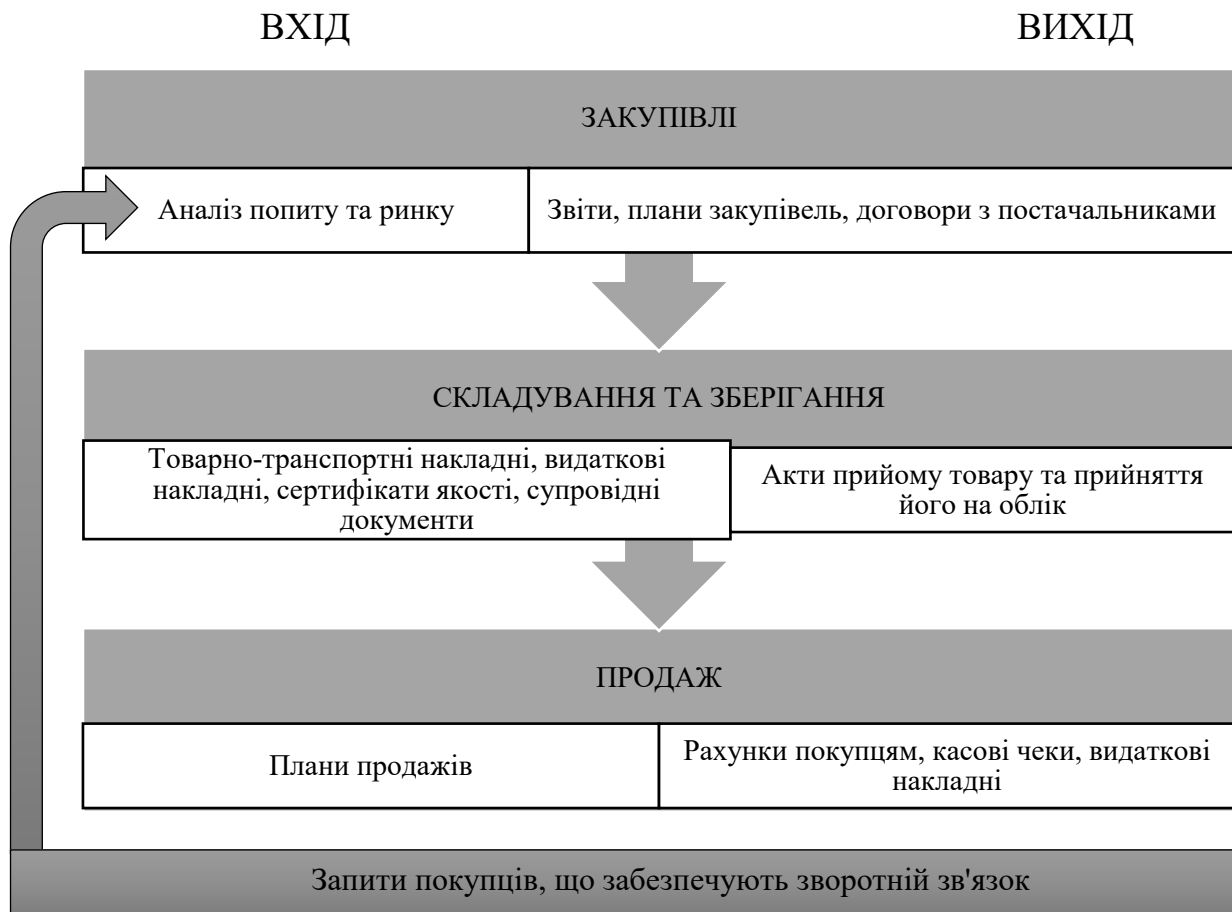 ВХІД
ВИХІД
ЗАКУПІВЛІ
Аналіз попиту та ринку
Звіти, плани закупівель, договори з постачальниками
СКЛАДУВАННЯ ТА ЗБЕРІГАННЯ
Товарно-транспортні накладні, видаткові
накладні, сертифікати якості, супровідні
документи
Акти прийому товару та прийняття
його на облік
ПРОДАЖ
Плани продажів
Рахунки покупцям, касові чеки, видаткові
накладні
Запити покупців, що забезпечують зворотній зв'язок